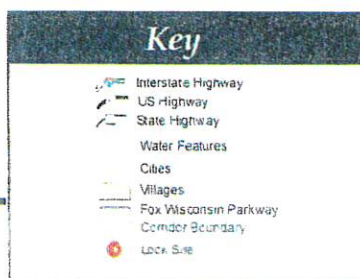 Key
Interstate Highway
US Highway
State Highway
Water Features
Cities
Villages
Fox Wisconsin Parkway
Corridor Boundary
Lock Site